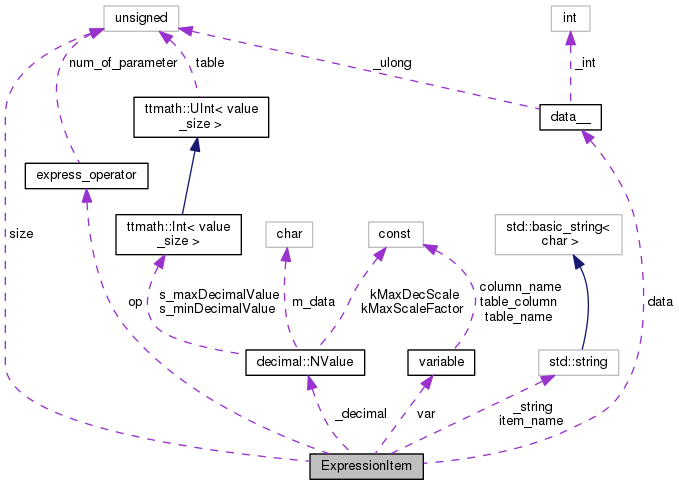 unsigned
int
num_of_parameter
table
_ulong
_int
ttmath::UInt< value
_size >
data__
express_operator
ttmath::Int< value
_size >
char
const
std::basic_string<
char >
size
op
s_maxDecimalValue
s_minDecimalValue
m_data
kMaxDecScale
kMaxScaleFactor
column_name
table_column
table_name
data
decimal::NValue
variable
std::string
_decimal
var
_string
item_name
ExpressionItem